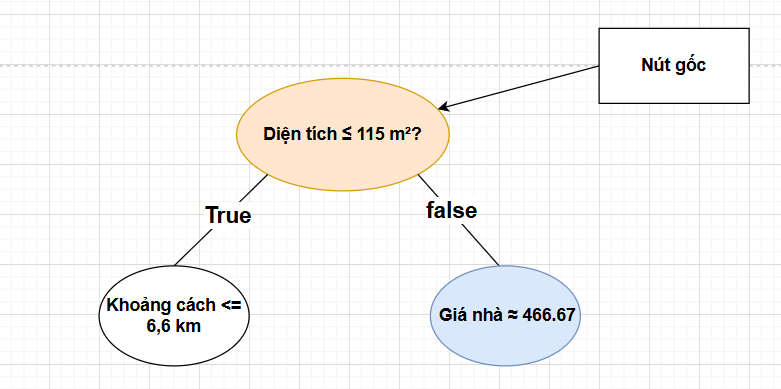 Nút gốc
Diện tích ≤ 115 m²?
True
false
Khoảng cách <=
6,6 km
Giá nhà ≈ 466.67